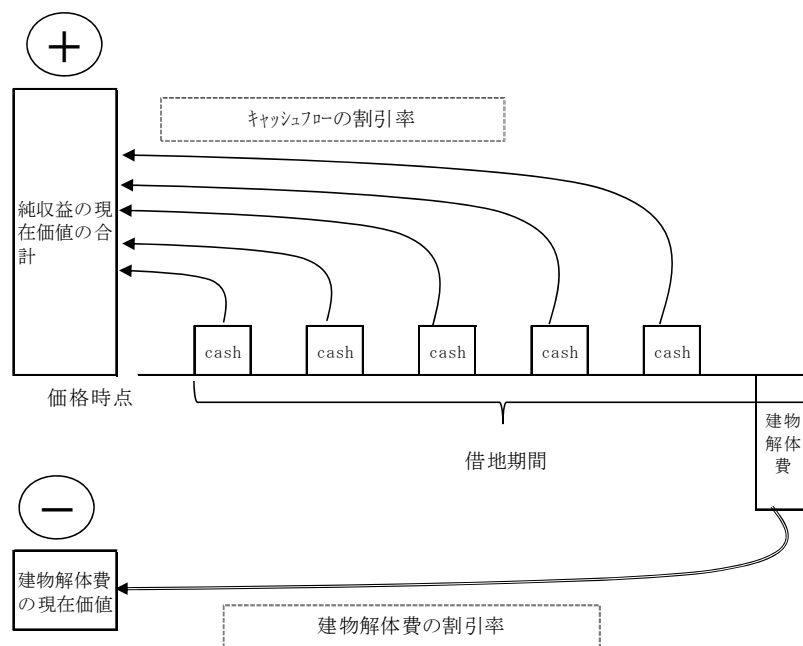 +
ｷｬｯｼｭﾌﾛｰの割引率
純収益の現
在価値の合
計
cash
cash
cash
cash
cash
価格時点
建物
解体
費
借地期間
−
建物解体費
の現在価値
建物解体費の割引率